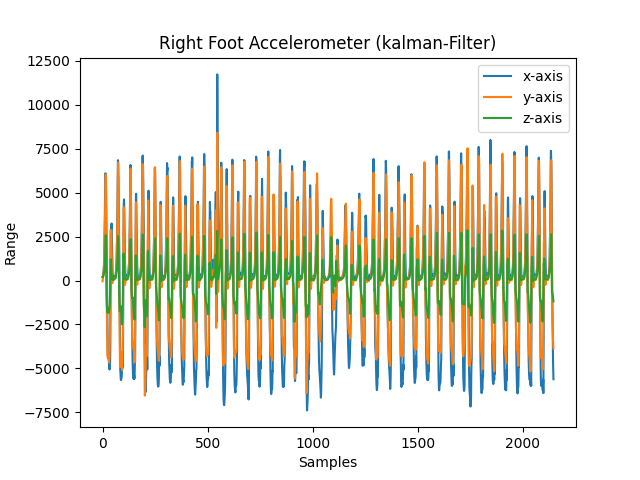 Right Foot Accelerometer (kalman-Filter)
x-axis
y-axis
z-axis
12500
10000
7500
5000
2500
0
−2500
−5000
−7500
Range
0 500 1000 1500 2000
Samples